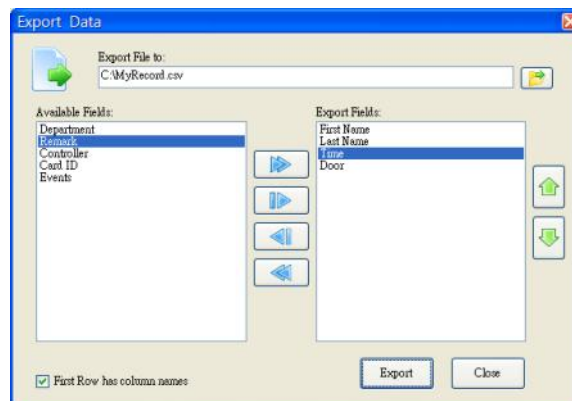 Export Data
Export File to:
C:\MyRecord.csv
Available Fields:
Department
Remark
Controller
Card ID
Events
Export Fields:
First Name
Last Name
Time
Door
First Row has column names
Export
Close